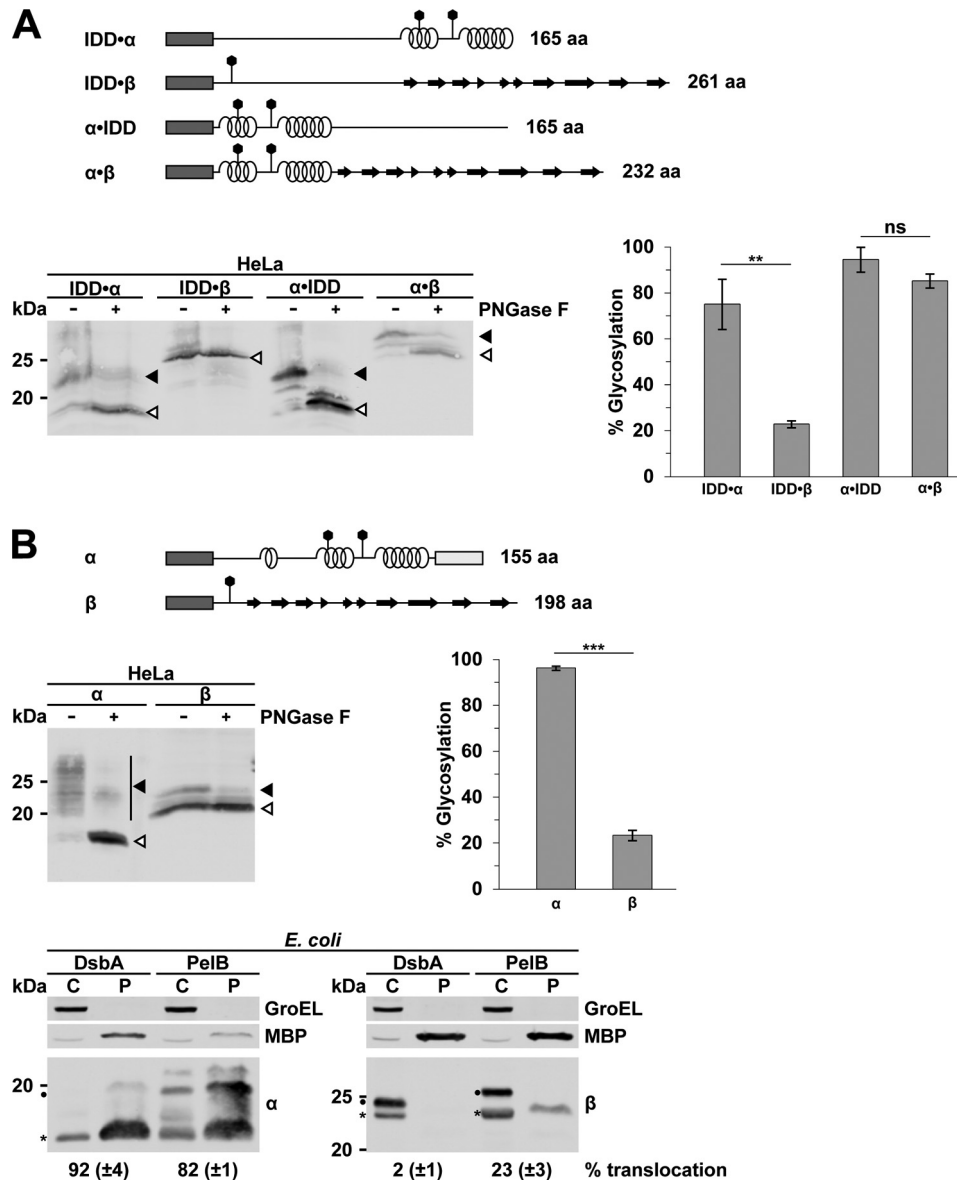 A
IDD•α 165 aa
IDD•β 261 aa
α•IDD 165 aa
α•β 232 aa
HeLa
IDD•α IDD•β α•IDD α•β
kDa - + - + - + - + PNGase F
25
20
% Glycosylation
100
80
60
40
20
0
** ns
IDD•α IDD•β α•IDD α•β
B
α 155 aa
β 198 aa
HeLa
α β
kDa - + - + PNGase F
25
20
% Glycosylation
100
80
60
40
20
0
***
α β
E. coli
DsbA PelB DsbA PelB
kDa C P C P kDa C P C P
GroEL GroEL
MBP MBP
20 α
•
*
25 β
• •
* *
20
92 (±4) 82 (±1) 2 (±1) 23 (±3) % translocation